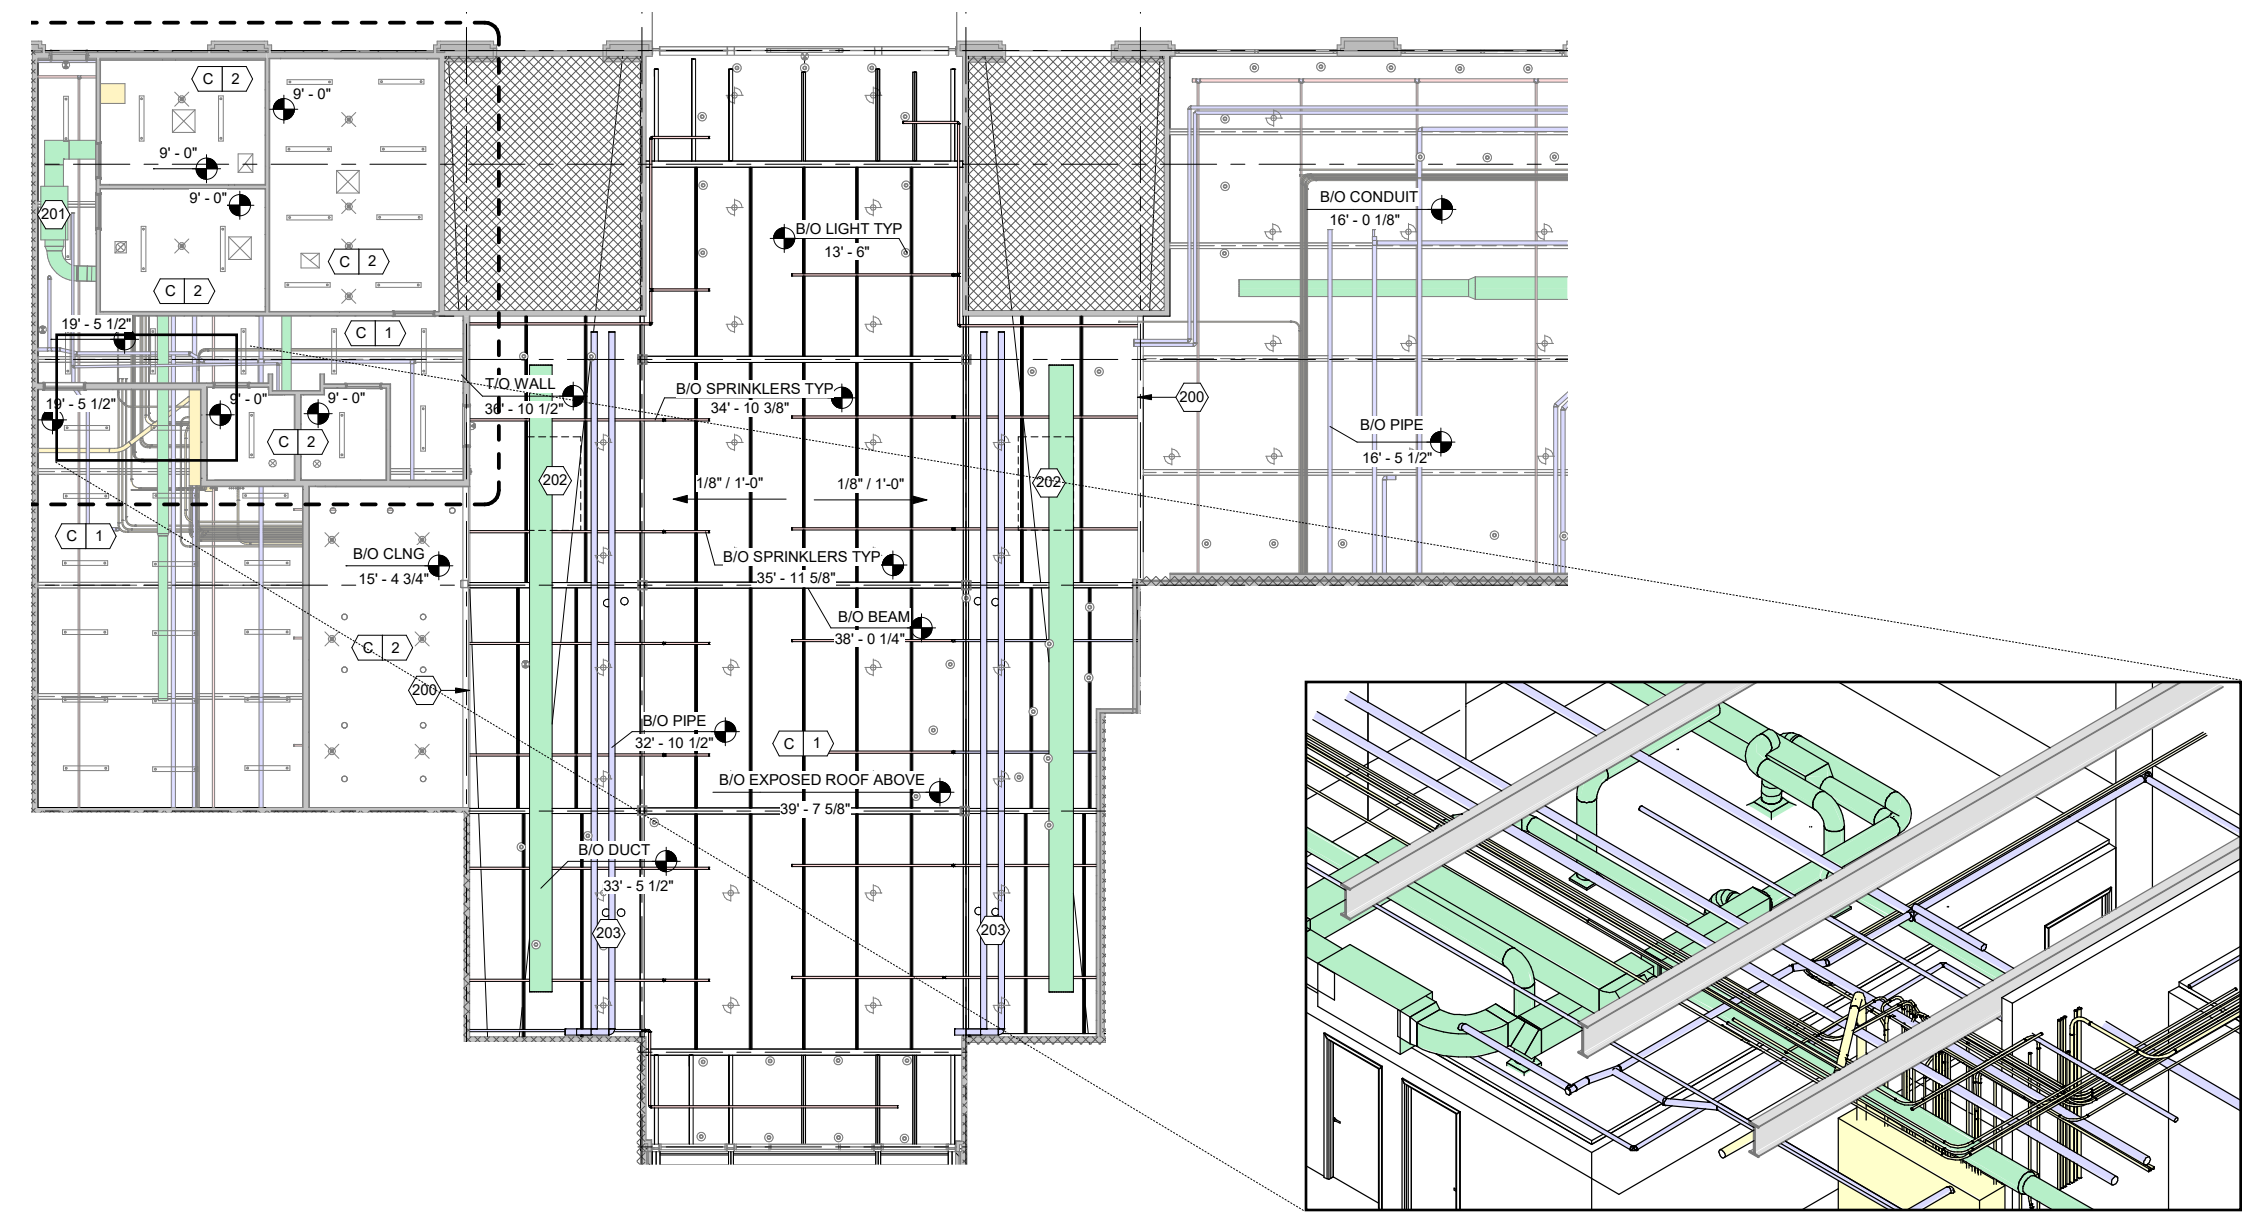 C 2
9' - 0"
9' - 0"
9' - 0"
201
C 2
C 2
19' - 5 1/2"
C 1
19' - 5 1/2"
9' - 0"
9' - 0"
C 2
C 1
B/O CLNG
15' - 4 3/4"
C 2
200
T/O WALL
36' - 10 1/2"
202
B/O LIGHT TYP
13' - 6"
B/O SPRINKLERS TYP
34' - 10 3/8"
1/8" / 1'-0"
1/8" / 1'-0"
B/O SPRINKLERS TYP
35' - 11 5/8"
B/O BEAM
38' - 0 1/4"
B/O PIPE
32' - 10 1/2"
C 1
B/O EXPOSED ROOF ABOVE
39' - 7 5/8"
B/O DUCT
33' - 5 1/2"
203
203
202
200
B/O CONDUIT
16' - 0 1/8"
B/O PIPE
16' - 5 1/2"